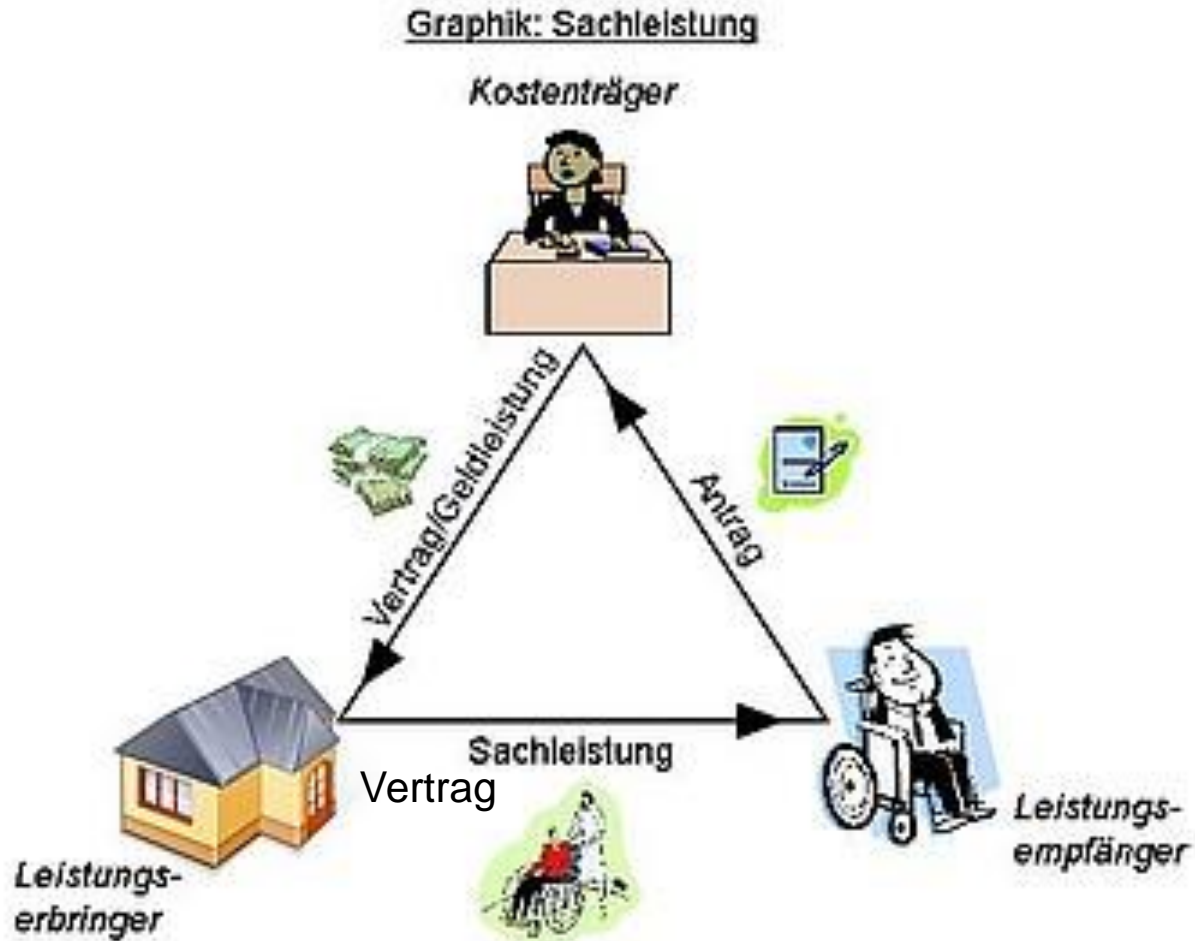 Graphik: Sachleistung
Kostenträger
Vertrag/Geldleistung
Antrag
Sachleistung
Vertrag
Leistungs-
erbringer
Leistungs-
empfänger